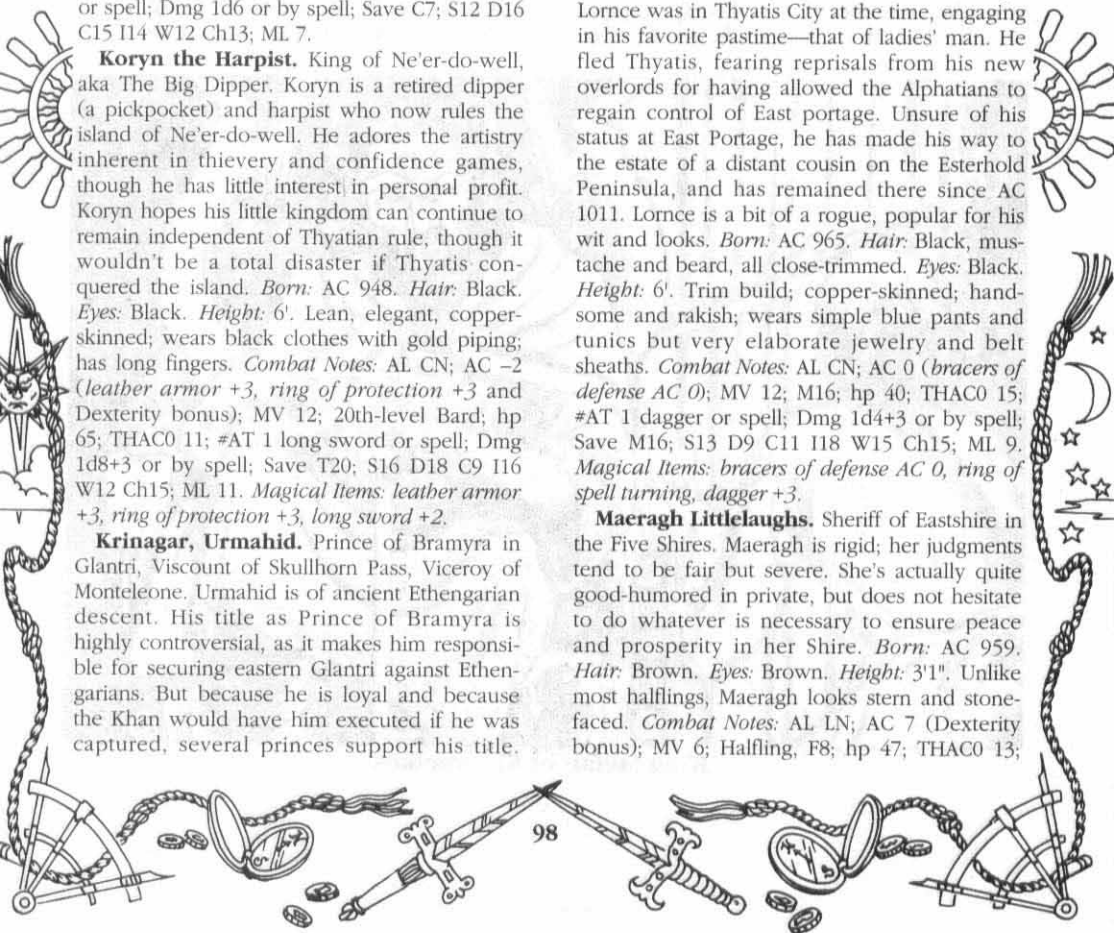 or spell; Dmg 1d6 or by spell; Save C7; S12 D16
C15 I14 W12 Ch13; ML 7.
Koryn the Harpist. King of Ne'er-do-well,
aka The Big Dipper. Koryn is a retired dipper
(a pickpocket) and harpist who now rules the
island of Ne'er-do-well. He adores the artistry
inherent in thievery and confidence games,
though he has little interest in personal profit.
Koryn hopes his little kingdom can continue to
remain independent of Thyatian rule, though it
wouldn't be a total disaster if Thyatis con-
quered the island. Born: AC 948. Hair: Black.
Eyes: Black. Height: 6'. Lean, elegant, copper-
skinned; wears black clothes with gold piping;
has long fingers. Combat Notes: AL CN; AC –2
(leather armor +3, ring of protection +3 and
Dexterity bonus); MV 12; 20th-level Bard; hp
65; THAC0 11; #AT 1 long sword or spell; Dmg
1d8+3 or by spell; Save T20; S16 D18 C9 I16
W12 Ch15; ML 11. Magical Items: leather armor
+3, ring of protection +3, long sword +2.
Krinagar, Urmahid. Prince of Bramyra in
Glantri, Viscount of Skullhorn Pass, Viceroy of
Monteleone. Urmahid is of ancient Ethengarian
descent. His title as Prince of Bramyra is
highly controversial, as it makes him responsi-
ble for securing eastern Glantri against Ethen-
garians. But because he is loyal and because
the Khan would have him executed if he was
captured, several princes support his title.
Lornce was in Thyatis City at the time, engaging
in his favorite pastime—that of ladies' man. He
fled Thyatis, fearing reprisals from his new
overlords for having allowed the Alphatians to
regain control of East portage. Unsure of his
status at East Portage, he has made his way to
the estate of a distant cousin on the Esterhold
Peninsula, and has remained there since AC
1011. Lornce is a bit of a rogue, popular for his
wit and looks. Born: AC 965. Hair: Black, mus-
tache and beard, all close-trimmed. Eyes: Black.
Height: 6'. Trim build; copper-skinned; hand-
some and rakish; wears simple blue pants and
tunics but very elaborate jewelry and belt
sheaths. Combat Notes: AL CN; AC 0 (bracers of
defense AC 0); MV 12; M16; hp 40; THAC0 15;
#AT 1 dagger or spell; Dmg 1d4+3 or by spell;
Save M16; S13 D9 C11 I18 W15 Ch15; ML 9.
Magical Items: bracers of defense AC 0, ring of
spell turning, dagger +3.
Maeragh Littlelaughs. Sheriff of Eastshire in
the Five Shires. Maeragh is rigid; her judgments
tend to be fair but severe. She's actually quite
good-humored in private, but does not hesitate
to do whatever is necessary to ensure peace
and prosperity in her Shire. Born: AC 959.
Hair: Brown. Eyes: Brown. Height: 3'1". Unlike
most halflings, Maeragh looks stern and stone-
faced. Combat Notes: AL LN; AC 7 (Dexterity
bonus); MV 6; Halfling, F8; hp 47; THAC0 13;
98